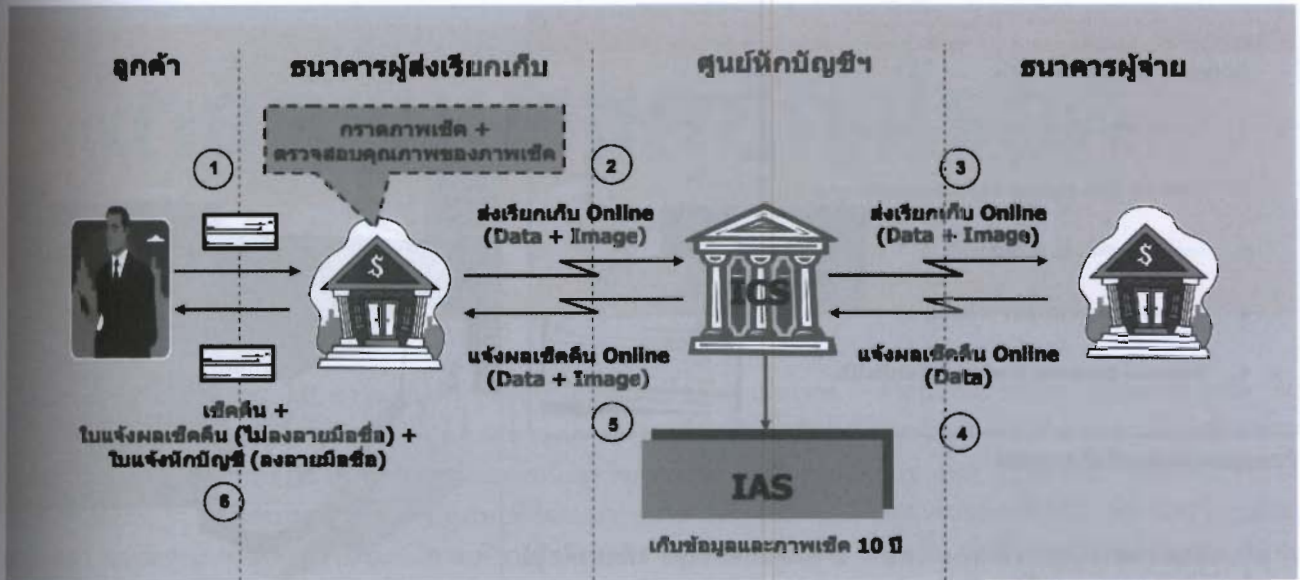 ลูกค้า
ธนาคารผู้ส่งเรียกเก็บ
ศูนย์หักบัญชีฯ
ธนาคารผู้จ่าย
กราดภาพเช็ค +
ตรวจสอบคุณภาพของภาพเช็ค
1
2
3
ส่งเรียกเก็บ Online
(Data + Image)
ส่งเรียกเก็บ Online
(Data + Image)
$
ICS
$
แจ้งผลเช็คคืน Online
(Data + Image)
แจ้งผลเช็คคืน Online
(Data)
เช็คคืน +
ใบแจ้งผลเช็คคืน (ไม่ลงลายมือชื่อ) +
ใบแจ้งหักบัญชี (ลงลายมือชื่อ)
5
4
6
IAS
เก็บข้อมูลและภาพเช็ค 10 ปี